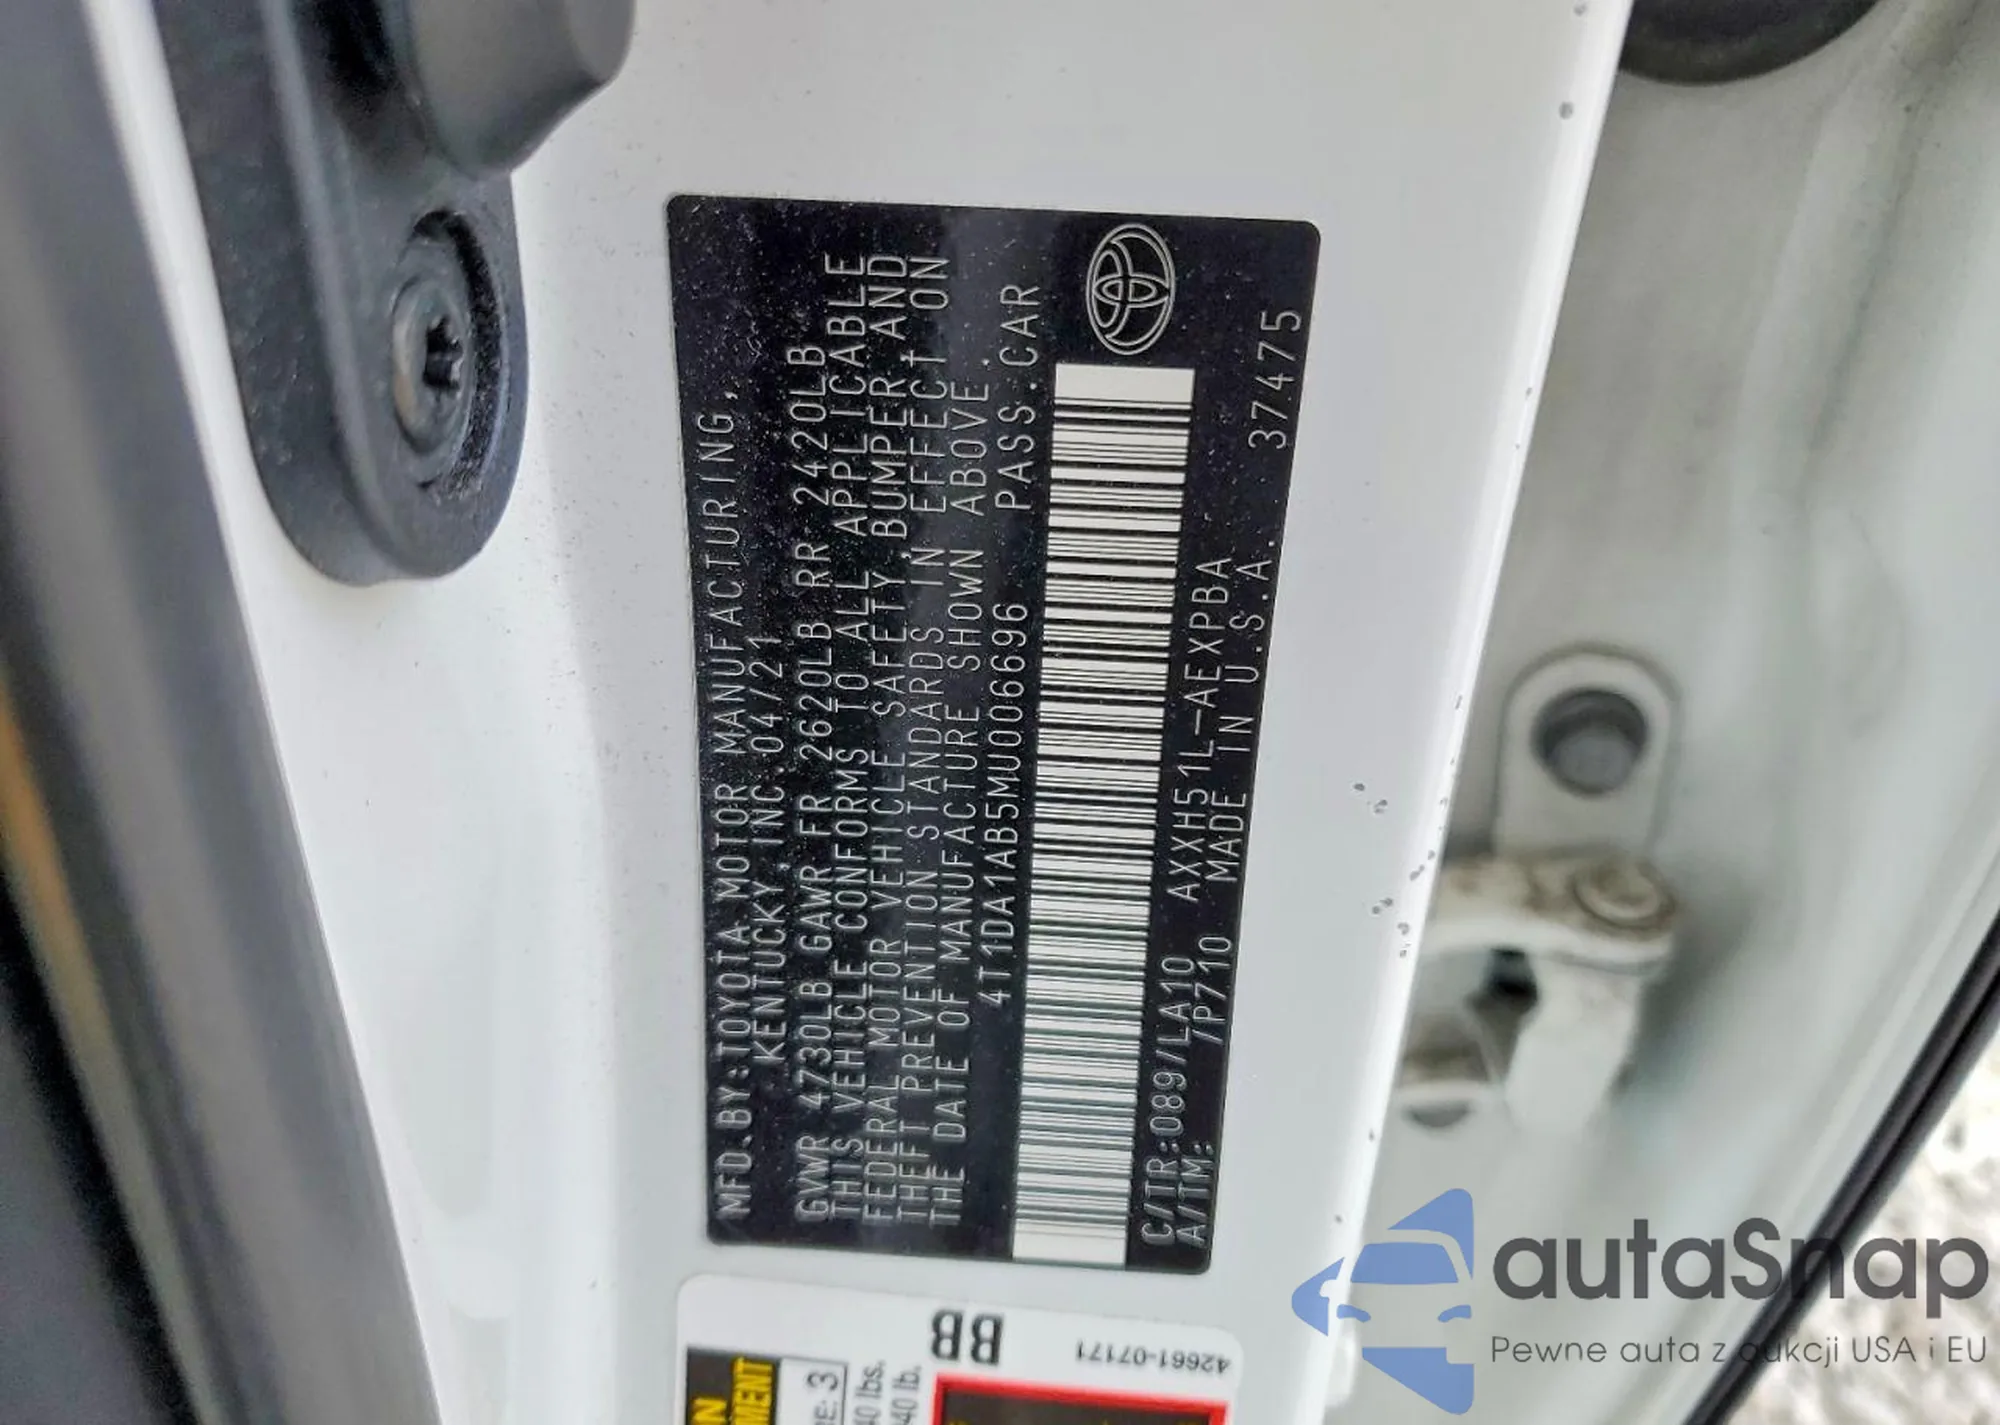 MFD.BY:TOYOTA MOTOR MANUFACTURING,
KENTUCKY, INC. 04/21
GVWR 4730LB GAWR FR 2620LB RR 2420LB
THIS VEHICLE CONFORMS TO ALL APPLICABLE
FEDERAL MOTOR VEHICLE SAFETY, BUMPER AND
THEFT PREVENTION STANDARDS IN EFFECT ON
THE DATE OF MANUFACTURE SHOWN ABOVE.
4T1DA1AB5MU006696 PASS.CAR
C/TR:089/LA10 AXXH51L-AEXPBA
A/TM: /P710 MADE IN U.S.A. 37475
BB
42661-07171
autaSnap
Pewne auta z aukcji USA i EU